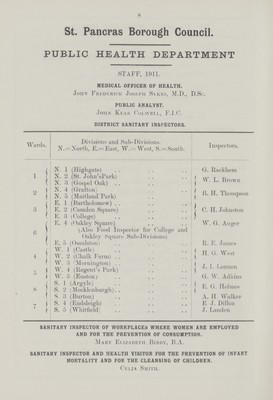 8
St. Pancras Borough Council.
PUBLIC HEALTH DEPARTMENT
STAFF, 1911.
MEDICAL OFFICER OF HEALTH.
JOHN FREDERICK JOSEPH SYKES, M.D., D.Sc.
PUBLIC ANALYST.
JOHN KEAR COLWELL, F.I.C.
DISTRICT SANITARY INSPECTORS.
Wards. Divisions and Sub-Divisions. N.=North, E.=East, W.=West, S.=South. Inspectors.
1 N. 1 (Highgate) .. .. .. G. Rackham
N. 2 (St. John'sPark) .. .. W. L. Brown
N. 3 (Gospel Oak) .. .. ..
2 N. 4 (Grafton) .. .. .. R. H. Thompson
N. 5 (Maitland Park) .. ..
3 E. 1 (Bartholomew) .. .. ..
E. 2 (Camden Square) .. .. C. H. Johnston
E. 3 (College) .. .. ..
6 E. 4 (Oakley Square) .. .. W. G. Auger
(Also Food Inspector for College and
Oakley Square Sub-Divisions)
E. 5 (Ossulston) .. .. .. R. E. James
4 W. 1 (Castle) .. .. .. H. G. West
W. 2 (Chalk Farm) .. .. ..
W. 3 (Mornington) .. .. .. J. I. Lannon
5 W. 4 (Regent's Park) .. ..
W. 5 (Euston) .. .. .. G. W. Adkins
8 S. 1 (Argyle) .. .. .. E. G. Holmes
S. 2 (Mecklenburgh) .. .. ..
S. 3 (Burton) .. .. .. A. H. Walker
7 S. 4 (Endsleigh) .. .. .. E. J. Dillon
S. 5 (Whitfield) .. .. .. J. Landen
SANITARY INSPECTOR OF WORKPLACES WHERE WOMEN ARE EMPLOYED
AND FOR THE PREVENTION OF CONSUMPTION.
MARY ELIZABETH BIBBY, B.A.
SANITARY INSPECTOR AND HEALTH VISITOR FOR THE PREVENTION OF INFANT
MORTALITY AND FOR THE CLEANSING OF CHILDREN.
CELIA SMITH.